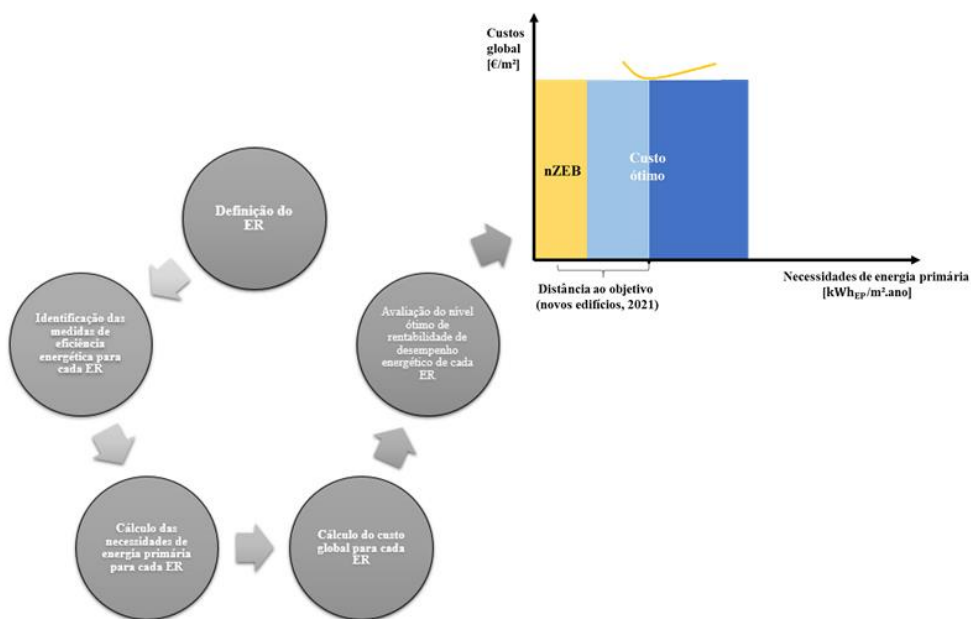 Definição do
ER
Identificação das
medidas de
eficiência
energética para
cada ER
Cálculo das
necessidades de
energia primária
para cada ER
Cálculo do custo
global para cada
ER
Avaliação do nível
ótimo de
rentabilidade de
desempenho
energético de cada
ER
Custos
global
[€/m²]
nZEB
Custo
ótimo
Necessidades de energia primária
[kWhEP/m².ano]
Distância ao objetivo
(novos edifícios, 2021)